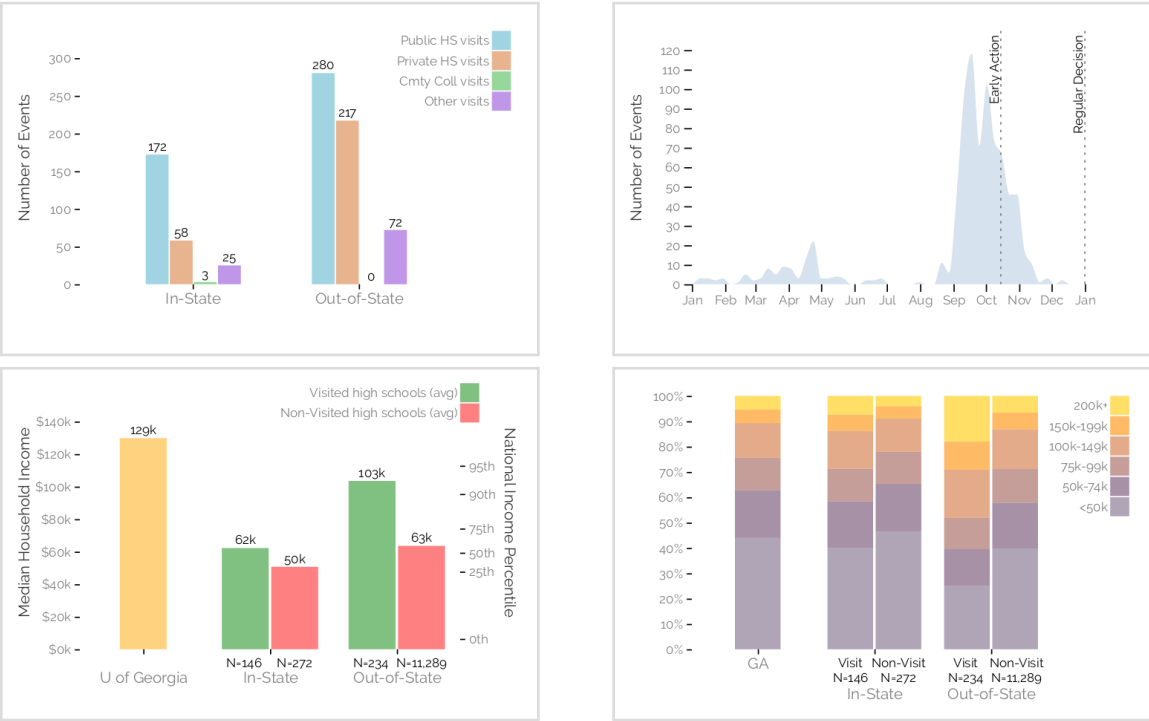 Public HS visits
Private HS visits
Cmty Coll visits
Other visits
Number of Events
300
250
200
150
100
50
0
172
58
3
25
280
217
0
72
In-State
Out-of-State
Number of Events
120
110
100
90
80
70
60
50
40
30
20
10
0
Early Action
Regular Decision
Jan Feb Mar Apr May Jun Jul Aug Sep Oct Nov Dec Jan
Visited high schools (avg)
Non-Visited high schools (avg)
Median Household Income
$140k
$120k
$100k
$80k
$60k
$40k
$20k
$0k
129k
62k
50k
103k
63k
National Income Percentile
95th
90th
75th
50th
25th
0th
N=146 N=272
N=234 N=11,289
U of Georgia
In-State
Out-of-State
100%
90%
80%
70%
60%
50%
40%
30%
20%
10%
0%
200k+
150k-199k
100k-149k
75k-99k
50k-74k
<50k
GA
Visit Non-Visit
N=146 N=272
In-State
Visit Non-Visit
N=234 N=11,289
Out-of-State